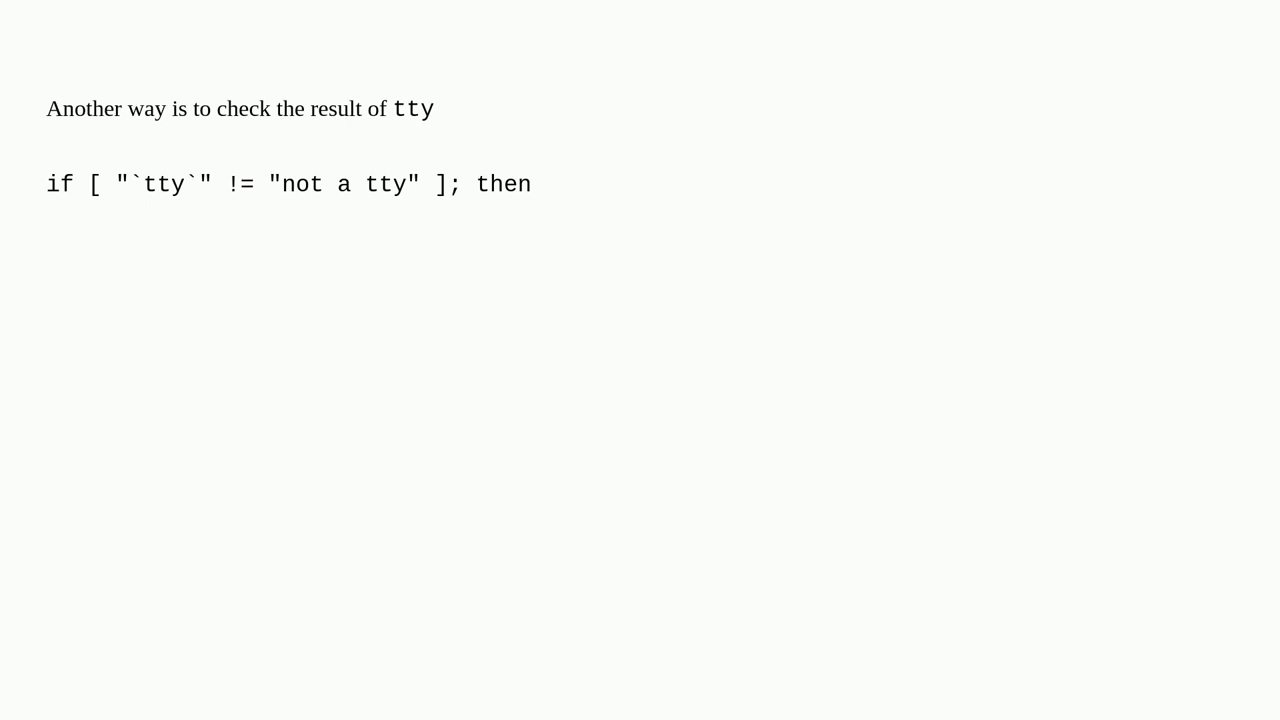 Another way is to check the result of tty
if [ "`tty`" != "not a tty" ]; then